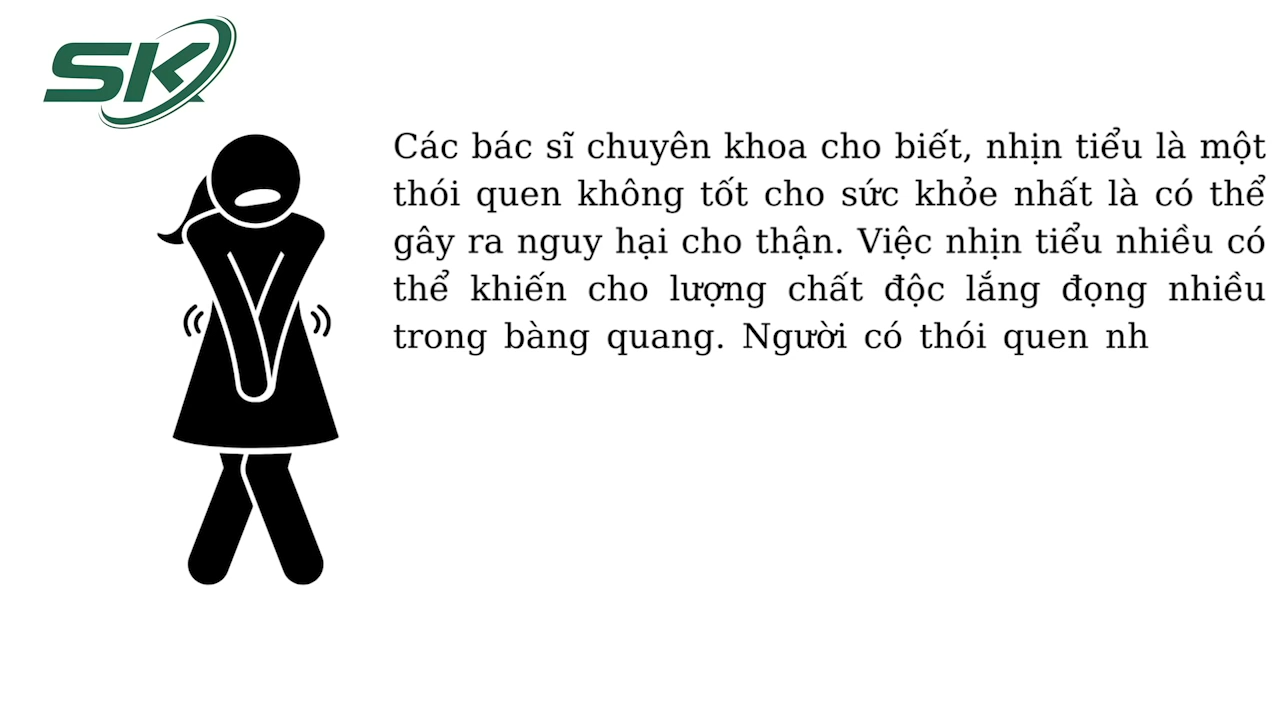 SK
Các bác sĩ chuyên khoa cho biết, nhịn tiểu là một
thói quen không tốt cho sức khỏe nhất là có thể
gây ra nguy hại cho thận. Việc nhịn tiểu nhiều có
thể khiến cho lượng chất độc lắng đọng nhiều
trong bàng quang. Người có thói quen nh